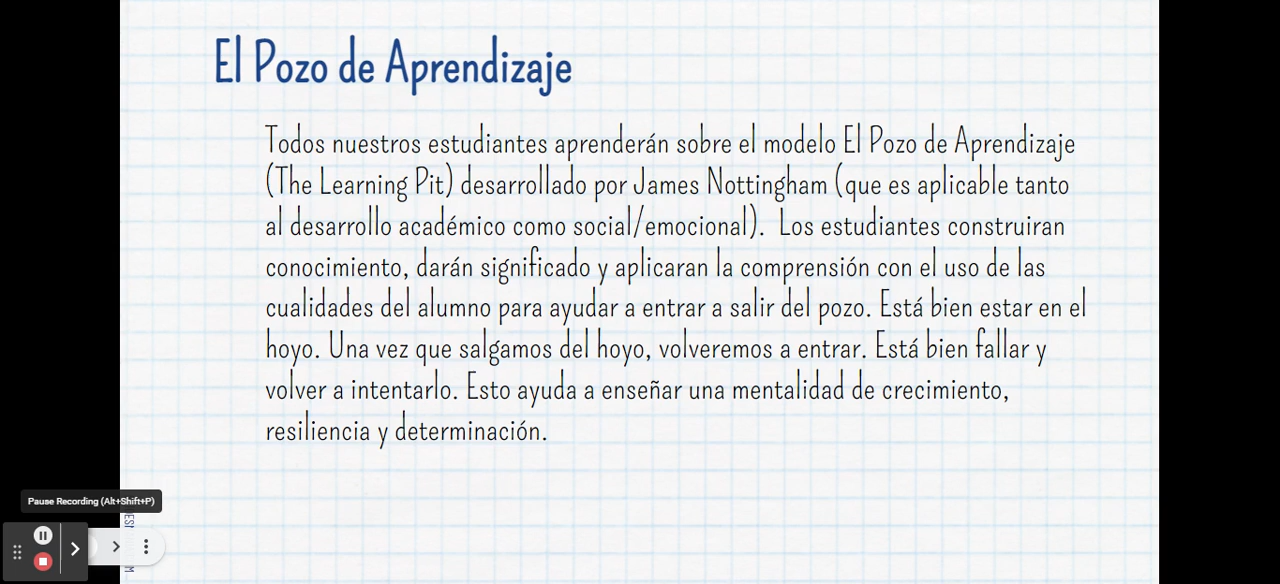 El Pozo de Aprendizaje
Todos nuestros estudiantes aprenderán sobre el modelo El Pozo de Aprendizaje
(The Learning Pit) desarrollado por James Nottingham (que es aplicable tanto
al desarrollo académico como social/emocional).  Los estudiantes construiran
conocimiento, darán significado y aplicaran la comprensión con el uso de las
cualidades del alumno para ayudar a entrar a salir del pozo. Está bien estar en el
hoyo. Una vez que salgamos del hoyo, volveremos a entrar. Está bien fallar y
volver a intentarlo. Esto ayuda a enseñar una mentalidad de crecimiento,
resiliencia y determinación.
Pause Recording (Alt+Shift+P)